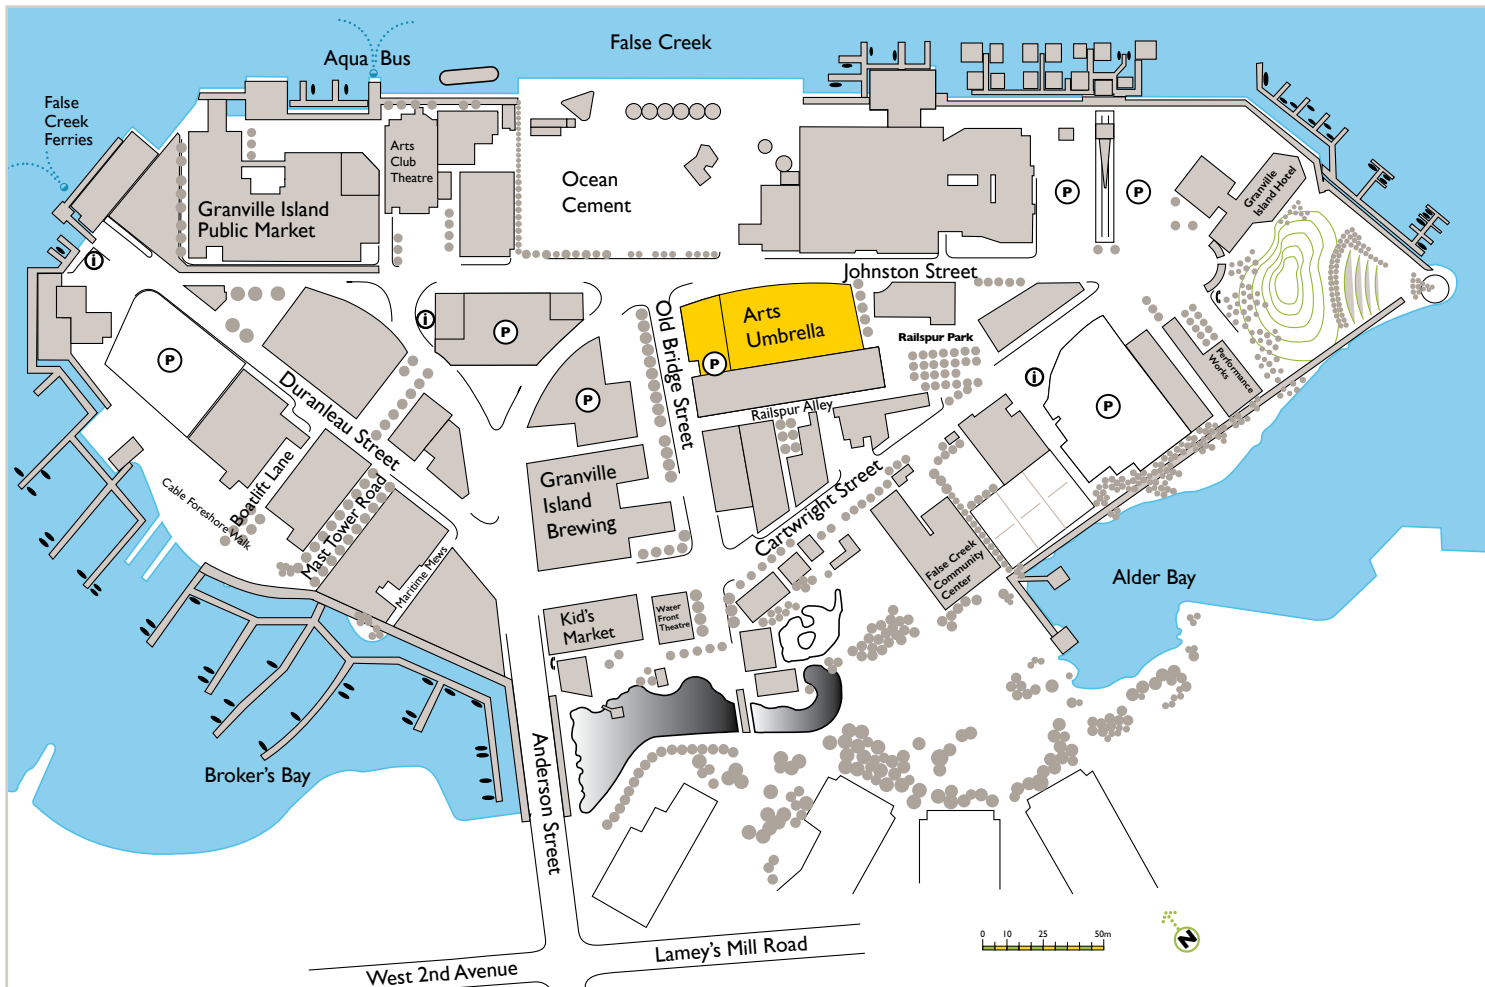 False Creek
Aqua Bus
False
Creek
Ferries
Arts
Club
Theatre
Ocean
Cement
Granville Island
Public Market
P
P
Granville
Island Hotel
i
Johnston Street
i
P
Old Bridge Street
Arts
Umbrella
P
Railspur Park
P
Duranleau Street
P
Railspur Alley
i
P
Performance
Works
Granville
Island
Brewing
Cartwright Street
Boatlift Lane
Cable Foreshore Walk
Mast Tower Road
Maritime Mews
False Creek
Community
Center
Alder Bay
Kid's
Market
Water
Front
Theatre
Broker's Bay
Anderson Street
Lamey's Mill Road
West 2nd Avenue
0 10 25 50m
N